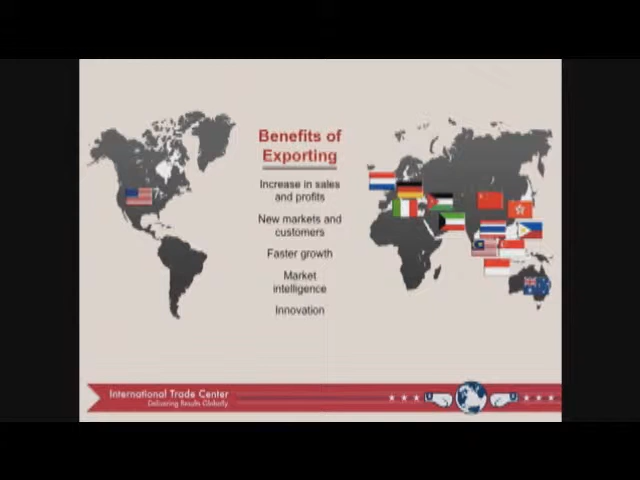 Benefits of
Exporting
Increase in sales
and profits
New markets and
customers
Faster growth
Market
intelligence
Innovation
International Trade Center
Delivering Results Globally